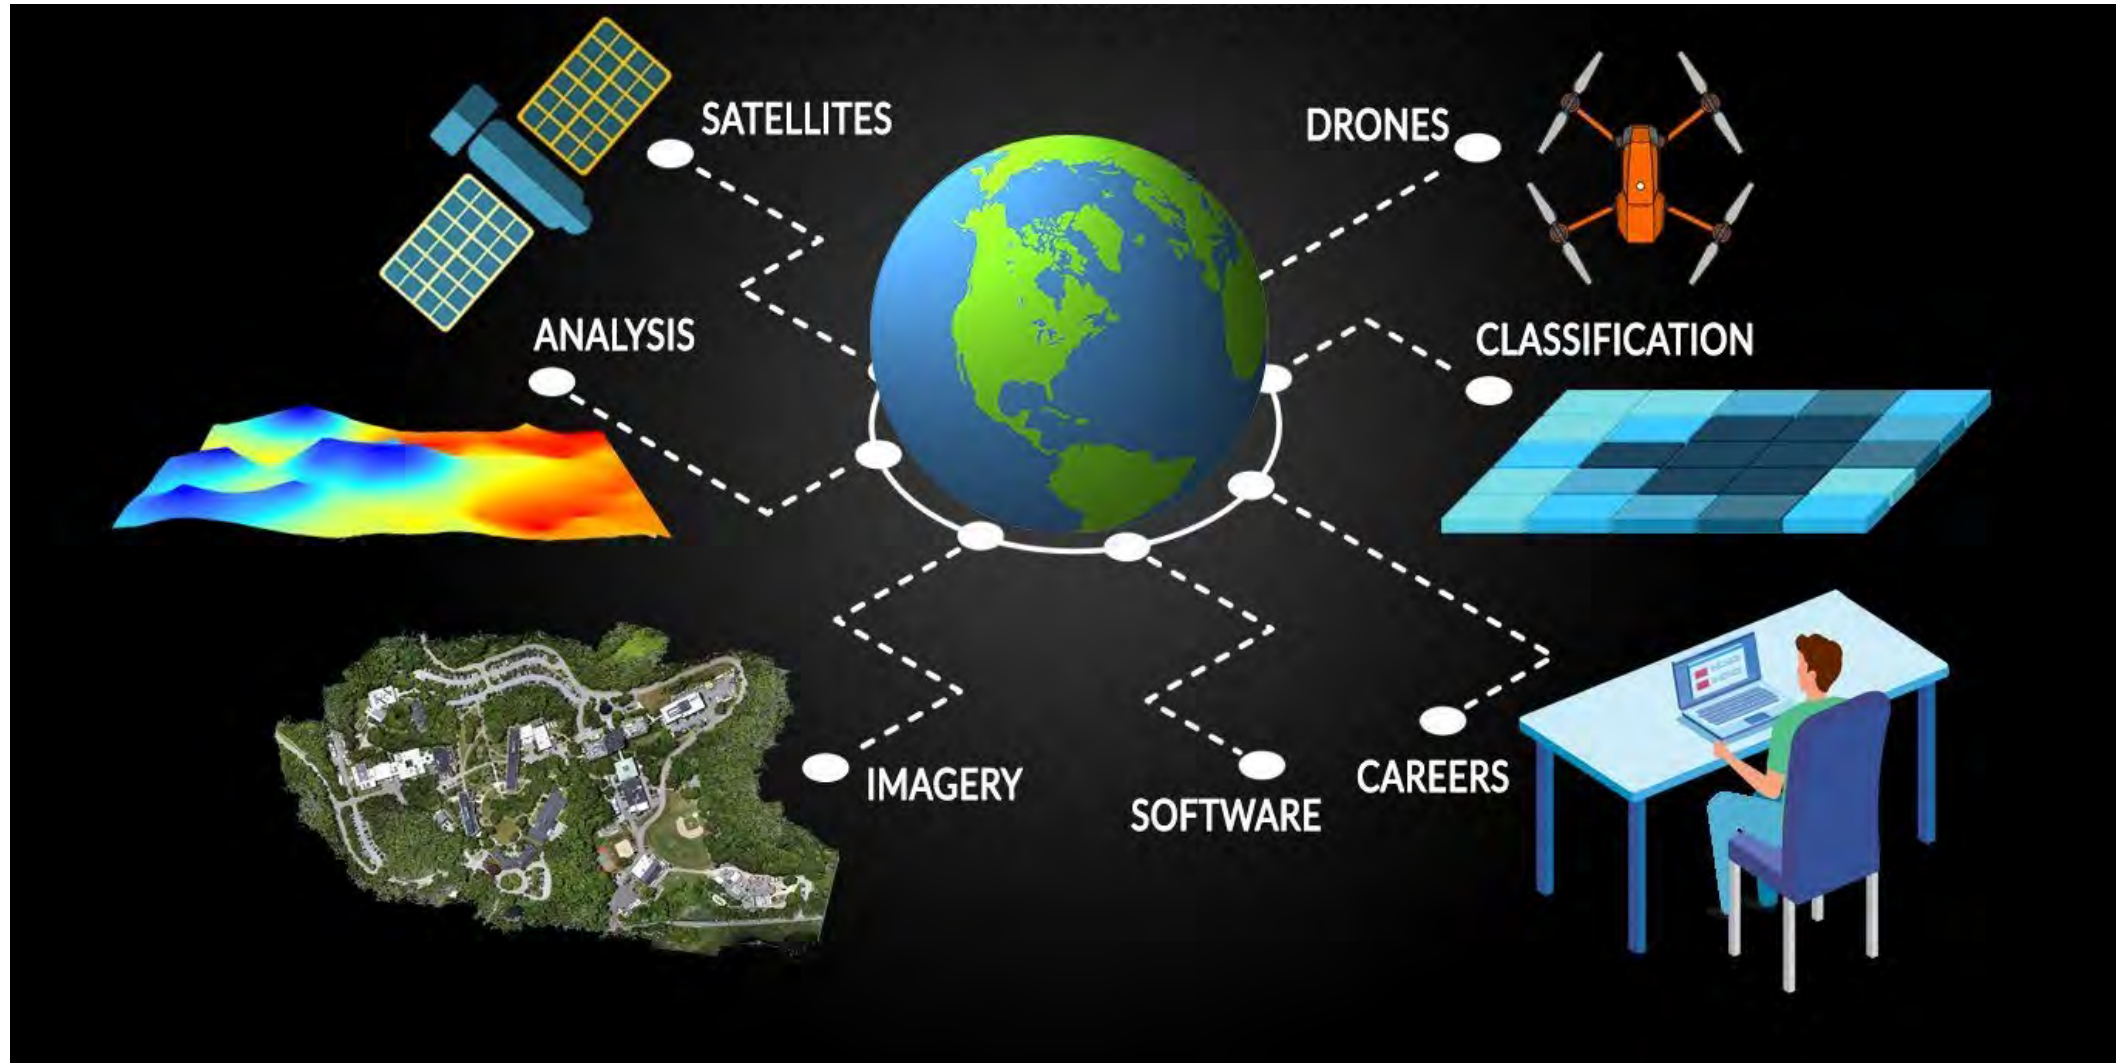 SATELLITES
DRONES
ANALYSIS
CLASSIFICATION
IMAGERY
SOFTWARE
CAREERS